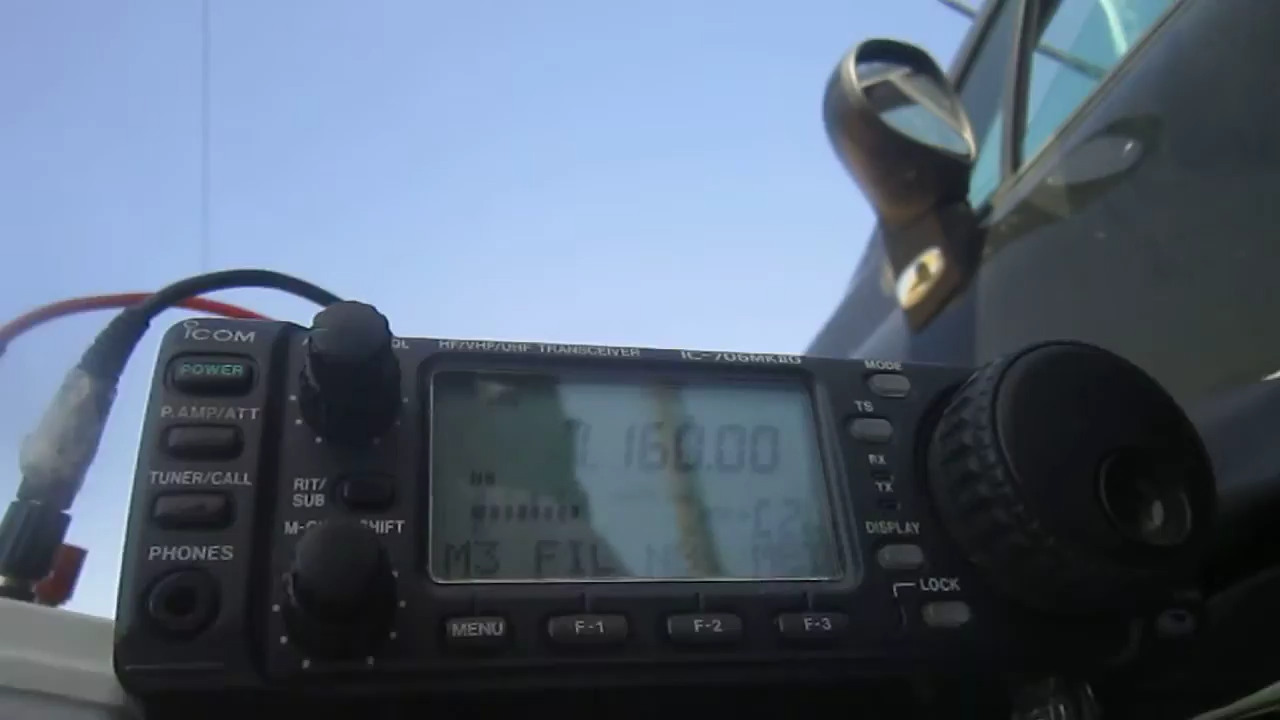 ICOM
HF/VHF/UHF TRANSCEIVER
IC-706MKIIG
POWER
P.AMP/ATT
TUNER/CALL
PHONES
RIT/
SUB
SHIFT
7.160.00
M3 FIL
MENU
F-1
F-2
F-3
MODE
TS
RX
TX
DISPLAY
LOCK